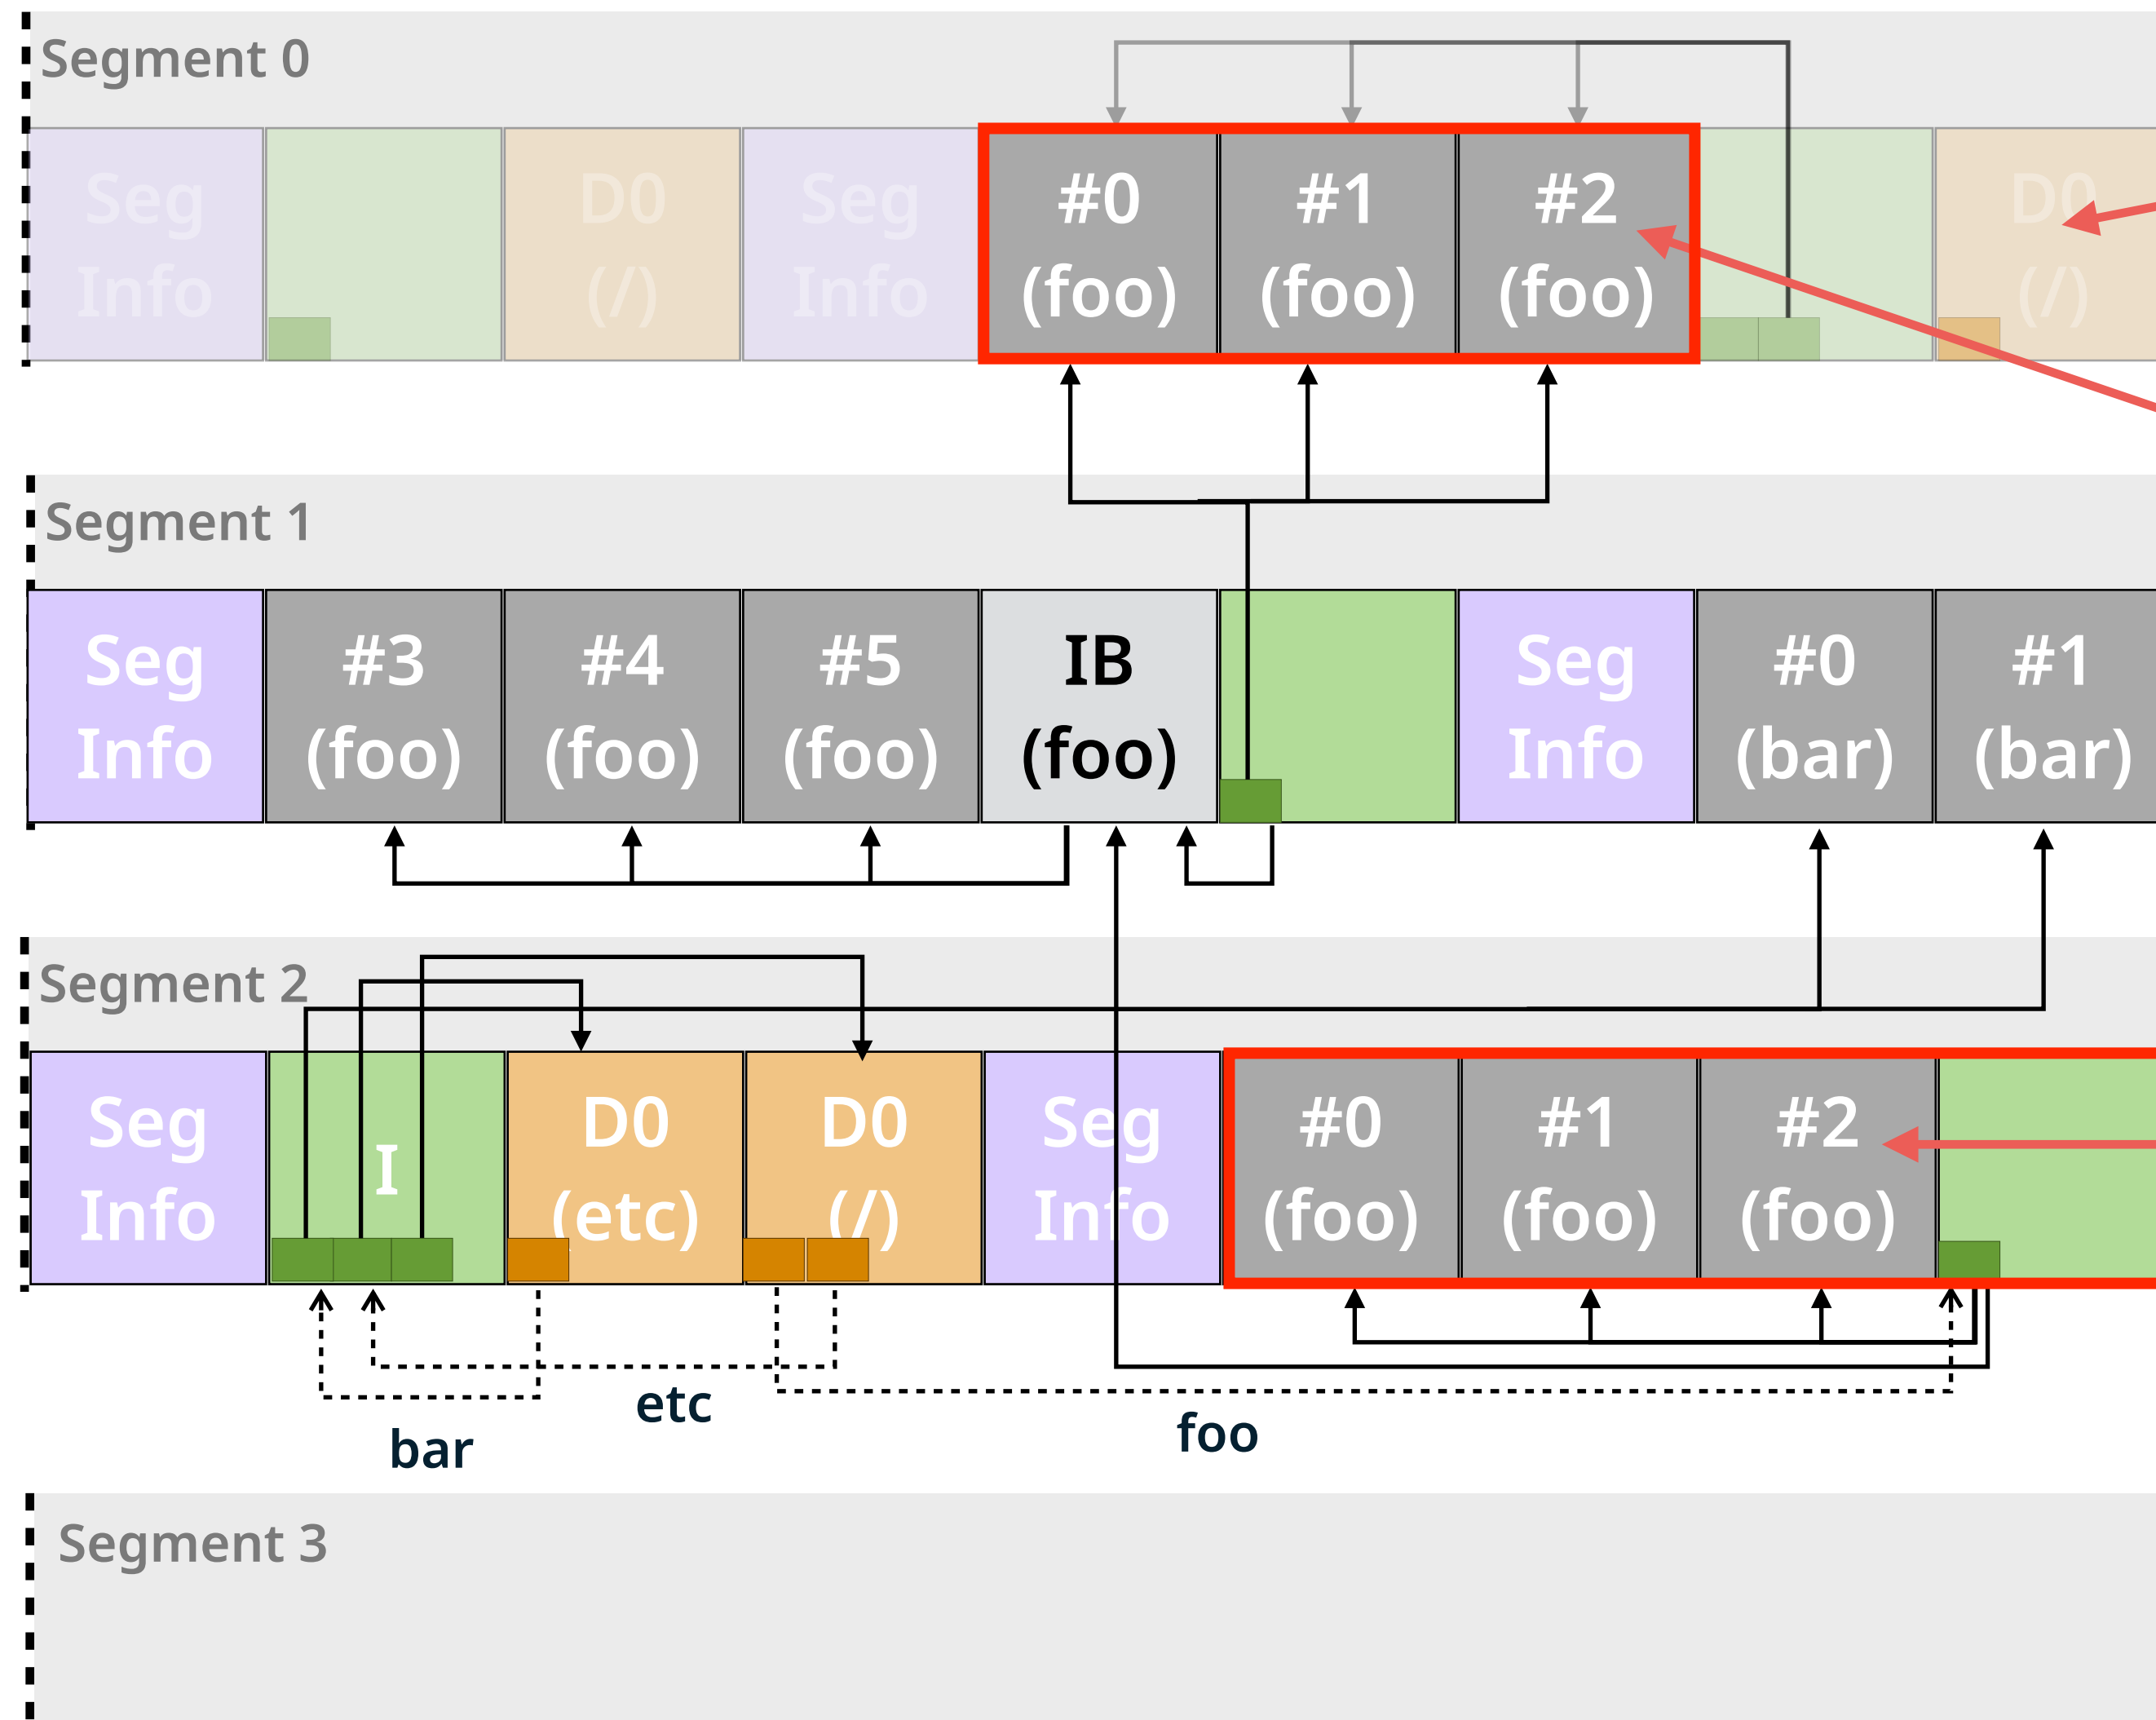 Segment 0
Seg Info
D0 (/)
Seg Info
#0 (foo)
#1 (foo)
#2 (foo)
D0 (/)
Segment 1
Seg Info
#3 (foo)
#4 (foo)
#5 (foo)
IB (foo)
Seg Info
#0 (bar)
#1 (bar)
Segment 2
Seg Info
I
D0 (etc)
D0 (/)
Seg Info
#0 (foo)
#1 (foo)
#2 (foo)
etc
foo
bar
Segment 3